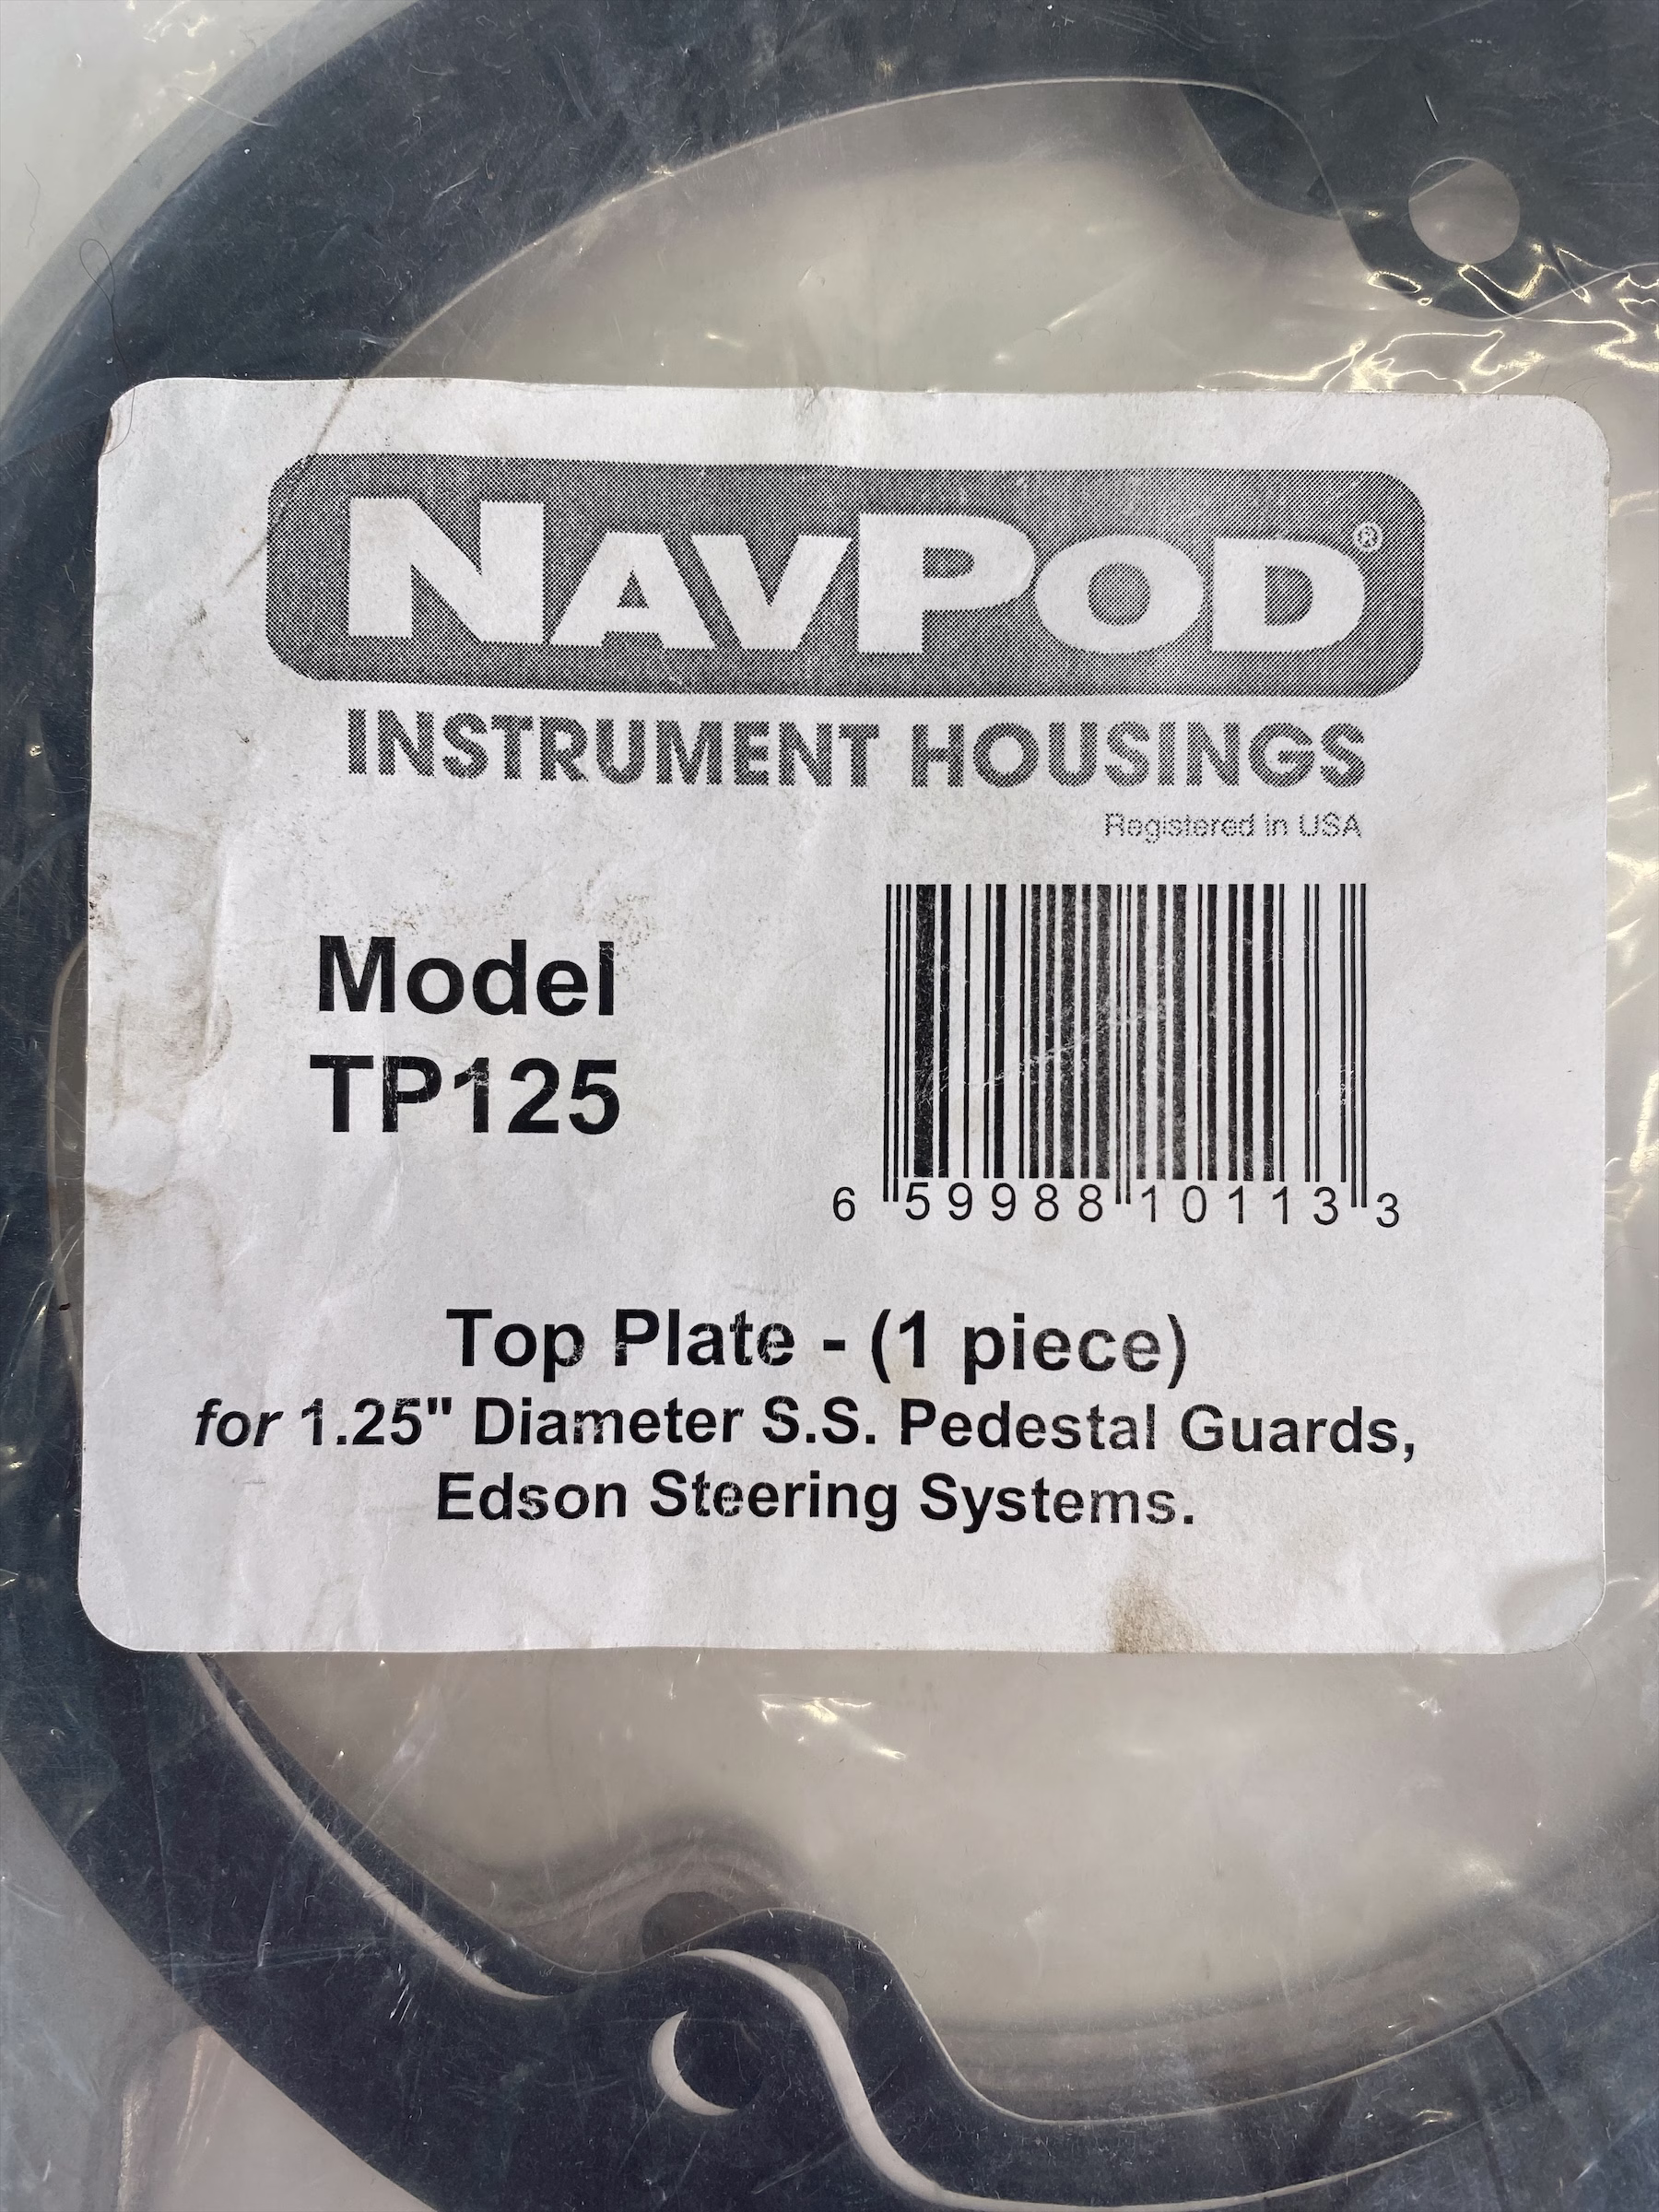 NAVPOD®
INSTRUMENT HOUSINGS
Registered in USA
Model
TP125
6 59988 10113 3
Top Plate - (1 piece)
for 1.25" Diameter S.S. Pedestal Guards,
Edson Steering Systems.